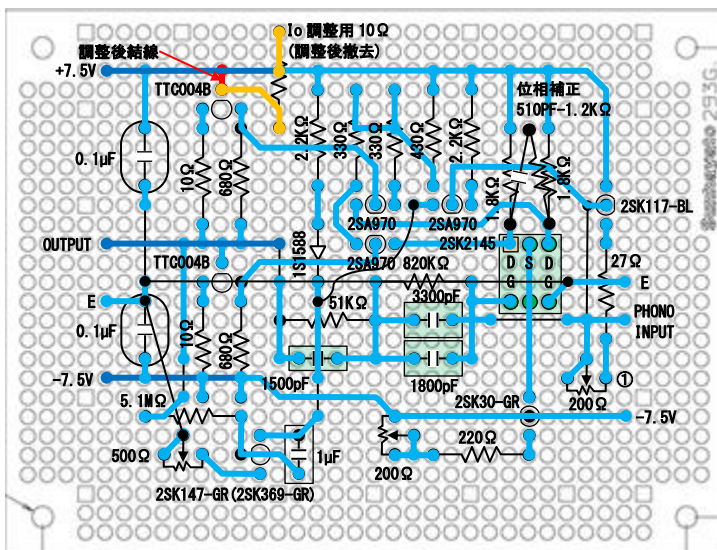 Io 調整用 10Ω
(調整後撤去)
調整後結線
+7.5V
TTC004B
位相補正
510PF-1.2KΩ
0.1μF
10Ω
680Ω
2.2KΩ
330Ω
330Ω
430Ω
2.2KΩ
1.8KΩ
1.8KΩ
2SK117-BL
2SA970
2SA970
OUTPUT
1S1588
2SK2145
TTC004B
2SA970
820KΩ
D S D
G G
27Ω
E
E
3300pF
51KΩ
PHONO
INPUT
0.1μF
10Ω
680Ω
-7.5V
1500pF
1800pF
①
200Ω
5.1MΩ
2SK30-GR
-7.5V
500Ω
1μF
220Ω
200Ω
2SK147-GR(2SK369-GR)